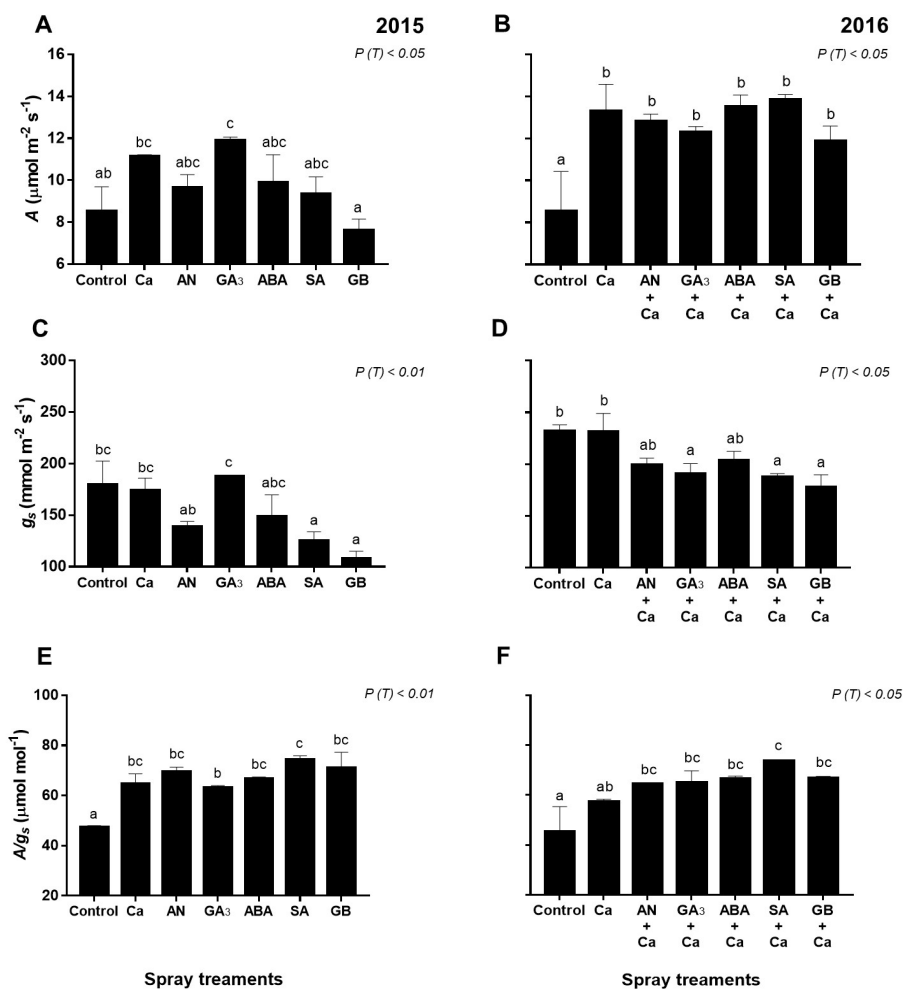 A
2015
P (T) < 0.05
A (µmol m-2 s-1)
16
14
12
10
8
6
ab
bc
abc
c
abc
abc
a
Control Ca AN GA3 ABA SA GB
B
2016
P (T) < 0.05
a
b
b
b
b
b
b
Control Ca AN GA3 ABA SA GB
+ + + + +
Ca Ca Ca Ca Ca
C
P (T) < 0.01
gs (mmol m-2 s-1)
300
250
200
150
100
bc
bc
ab
c
abc
a
a
Control Ca AN GA3 ABA SA GB
D
P (T) < 0.05
b
b
ab
a
ab
a
a
Control Ca AN GA3 ABA SA GB
+ + + + +
Ca Ca Ca Ca Ca
E
P (T) < 0.01
A/gs (µmol mol-1)
100
80
60
40
20
a
bc
bc
b
bc
c
bc
Control Ca AN GA3 ABA SA GB
Spray treaments
F
P (T) < 0.05
a
ab
bc
bc
bc
c
bc
Control Ca AN GA3 ABA SA GB
+ + + + +
Ca Ca Ca Ca Ca
Spray treaments